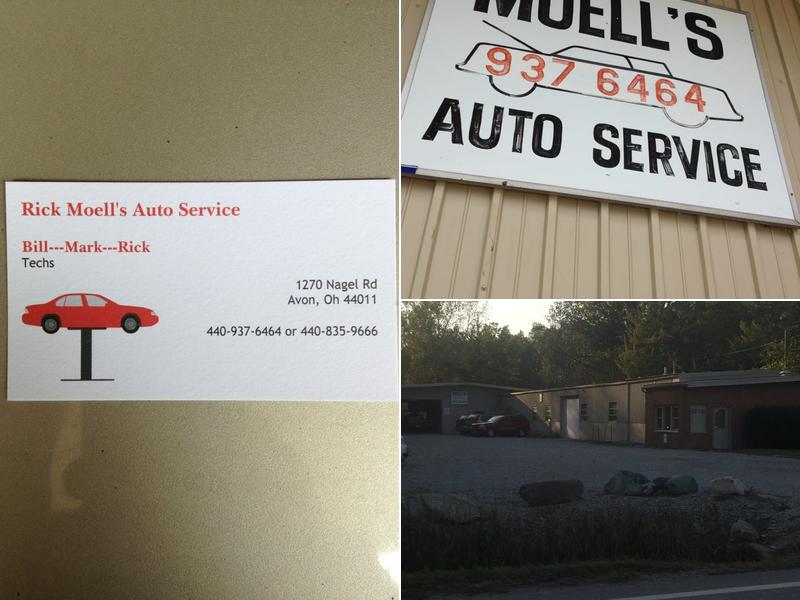 Rick Moell's Auto Service
Bill---Mark---Rick
Techs
1270 Nagel Rd
Avon, Oh 44011
440-937-6464 or 440-835-9666
MOELL'S
937 6464
AUTO SERVICE